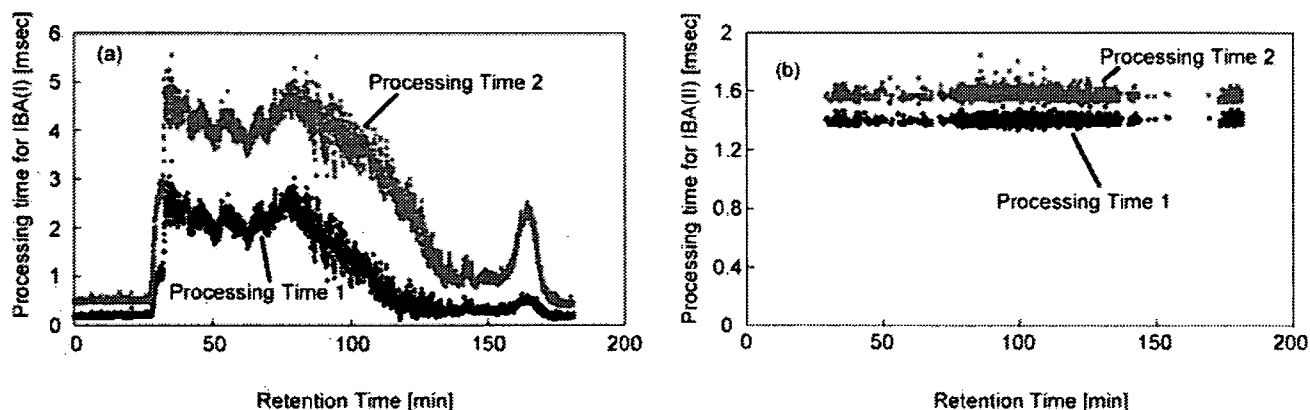 (a)
Processing time for IBA(I) [msec]
6
5
4
3
2
1
0
Processing Time 2
Processing Time 1
0 50 100 150 200
Retention Time [min]
(b)
Processing time for IBA(II) [msec]
2
1.6
1.2
0.8
0.4
0
Processing Time 2
Processing Time 1
0 50 100 150 200
Retention Time [min]